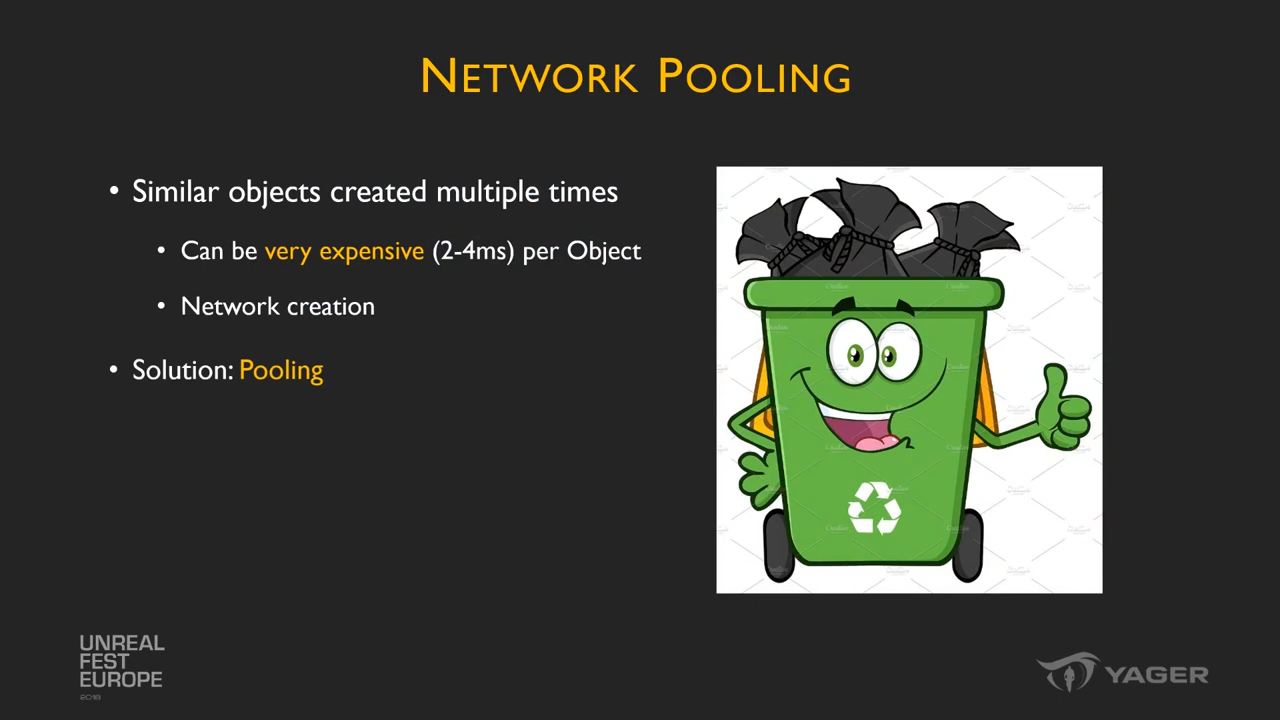 NETWORK POOLING
• Similar objects created multiple times
• Can be very expensive (2-4ms) per Object
• Network creation
• Solution: Pooling
UNREAL
FEST
EUROPE
2018
YAGER